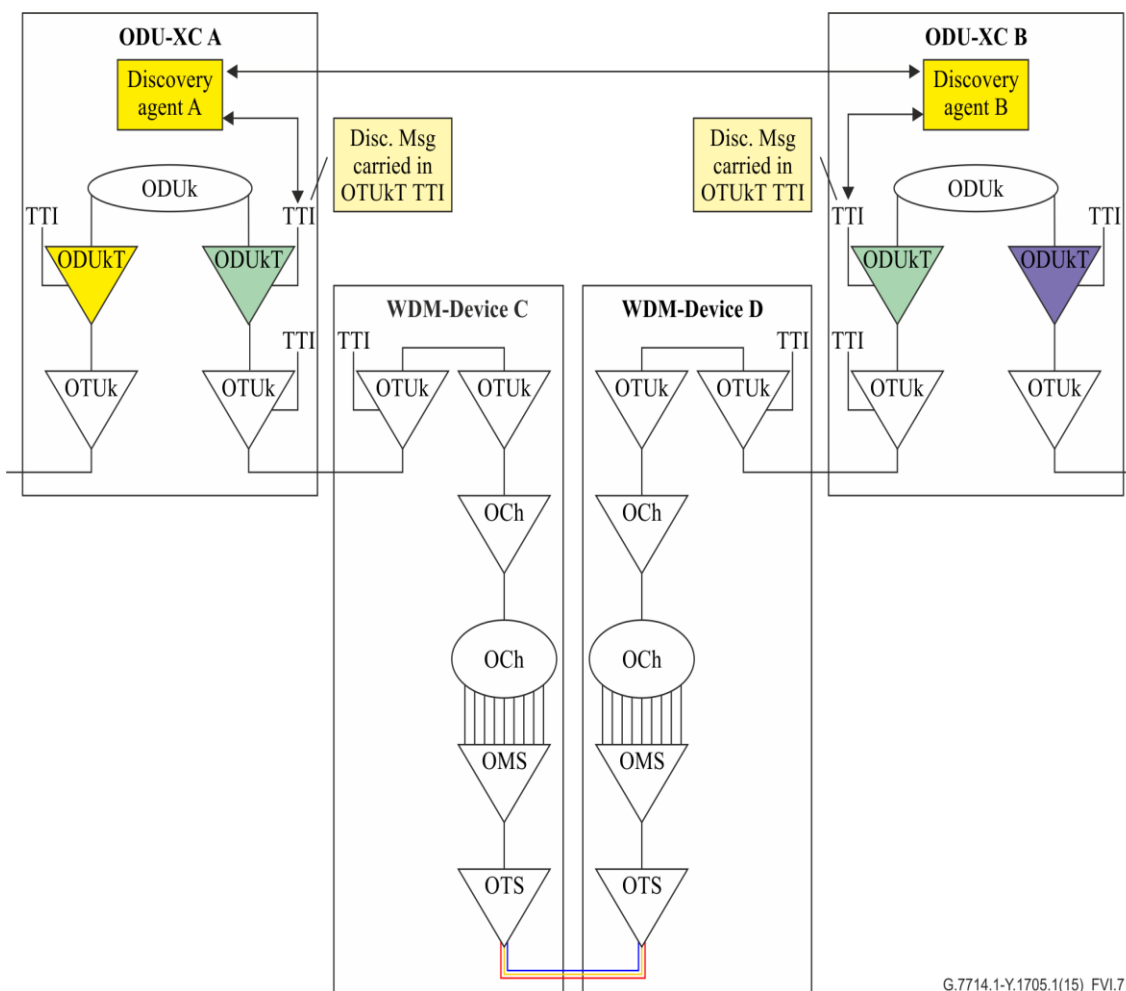 ODU-XC A
ODU-XC B
Discovery
agent A
Discovery
agent B
Disc. Msg
carried in
OTUkT TTI
Disc. Msg
carried in
OTUkT TTI
ODUk
ODUk
TTI
TTI
TTI
TTI
ODUkT
ODUkT
ODUkT
ODUkT
WDM-Device C
WDM-Device D
TTI
TTI
TTI
TTI
OTUk
OTUk
OTUk
OTUk
OTUk
OTUk
OTUk
OTUk
OCh
OCh
OCh
OCh
OMS
OMS
OTS
OTS
G.7714.1-Y.1705.1(15)_FVI.7